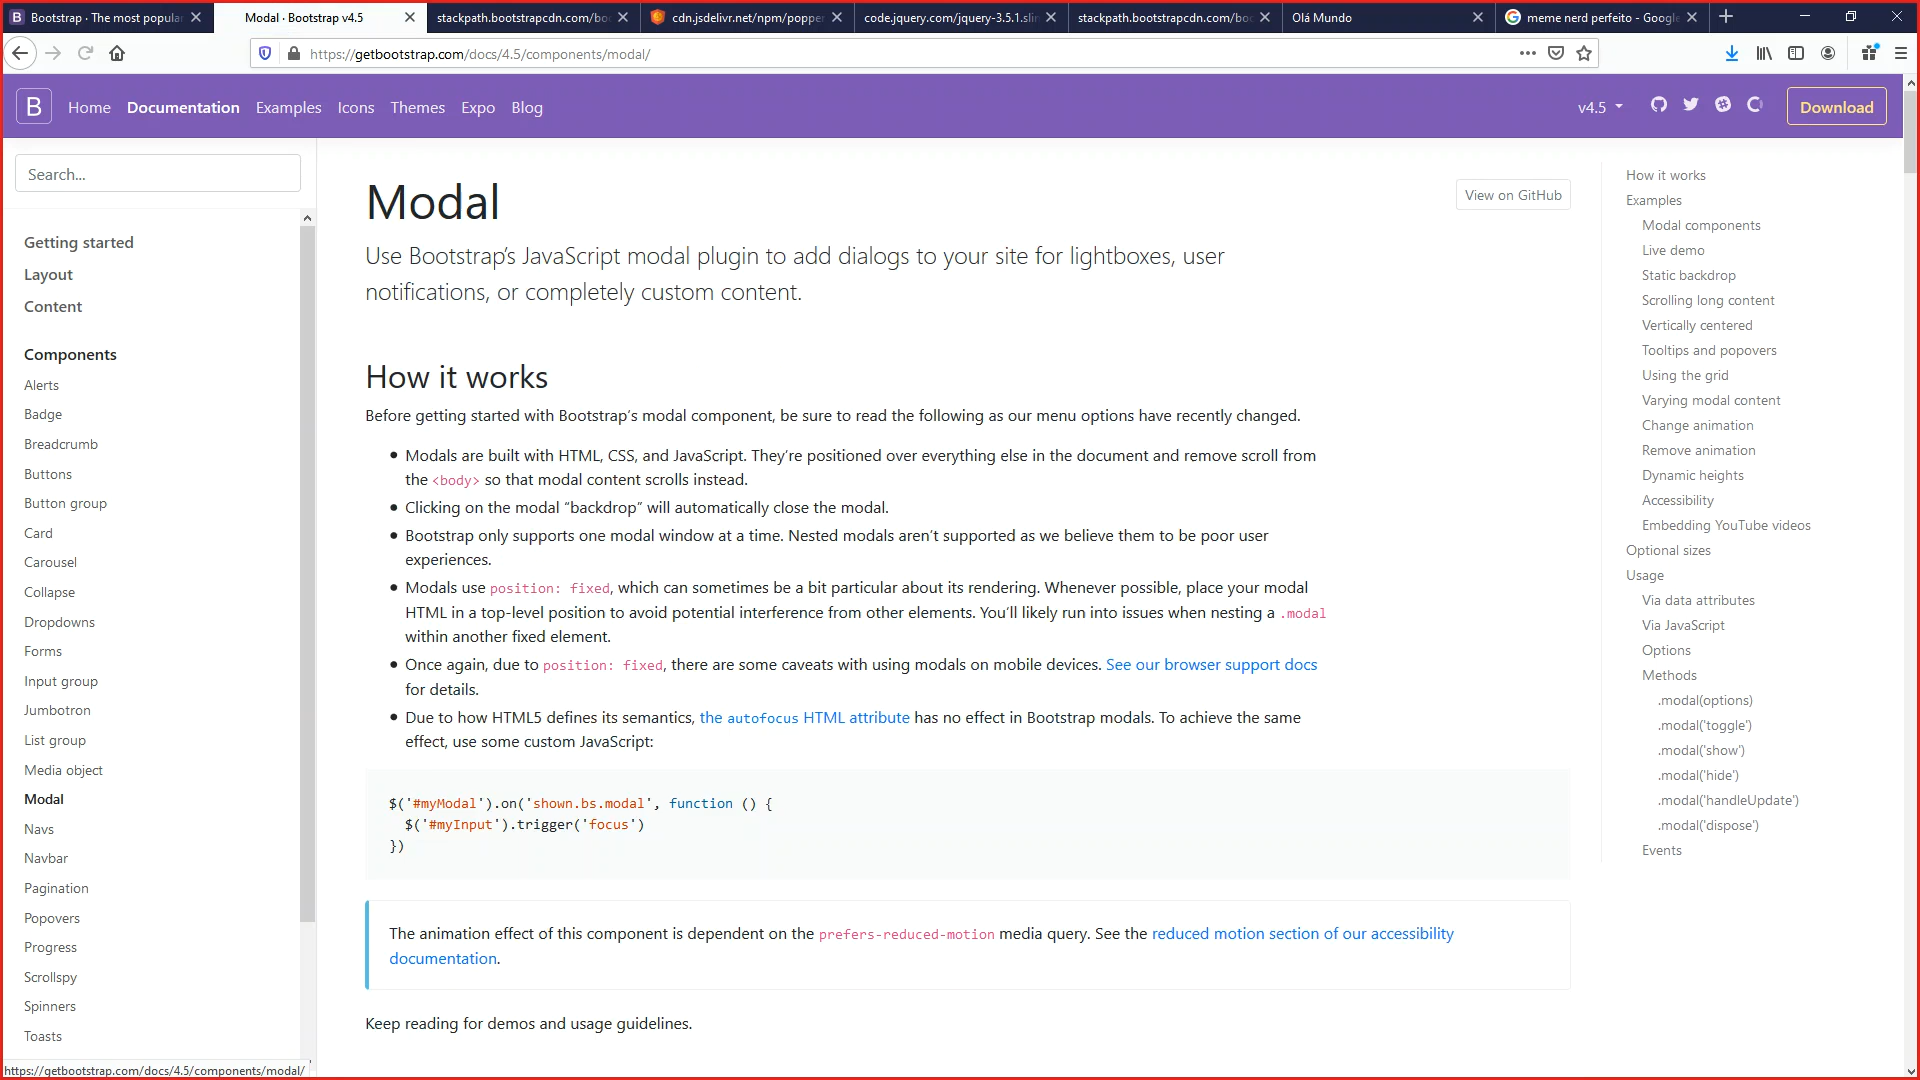 Bootstrap · The most popula
Modal · Bootstrap v4.5
stackpath.bootstrapcdn.com/boo
cdn.jsdelivr.net/npm/popper
code.jquery.com/jquery-3.5.1.slin
stackpath.bootstrapcdn.com/boo
Olá Mundo
meme nerd perfeito - Google
https://getbootstrap.com/docs/4.5/components/modal/
B
Home
Documentation
Examples
Icons
Themes
Expo
Blog
v4.5
Download
Search...
Getting started
Layout
Content
Components
Alerts
Badge
Breadcrumb
Buttons
Button group
Card
Carousel
Collapse
Dropdowns
Forms
Input group
Jumbotron
List group
Media object
Modal
Navs
Navbar
Pagination
Popovers
Progress
Scrollspy
Spinners
Toasts
https://getbootstrap.com/docs/4.5/components/modal/
Modal
View on GitHub
Use Bootstrap’s JavaScript modal plugin to add dialogs to your site for lightboxes, user
notifications, or completely custom content.
How it works
Before getting started with Bootstrap’s modal component, be sure to read the following as our menu options have recently changed.
• Modals are built with HTML, CSS, and JavaScript. They’re positioned over everything else in the document and remove scroll from
the <body> so that modal content scrolls instead.
• Clicking on the modal “backdrop” will automatically close the modal.
• Bootstrap only supports one modal window at a time. Nested modals aren’t supported as we believe them to be poor user
experiences.
• Modals use position: fixed, which can sometimes be a bit particular about its rendering. Whenever possible, place your modal
HTML in a top-level position to avoid potential interference from other elements. You’ll likely run into issues when nesting a .modal
within another fixed element.
• Once again, due to position: fixed, there are some caveats with using modals on mobile devices. See our browser support docs
for details.
• Due to how HTML5 defines its semantics, the autofocus HTML attribute has no effect in Bootstrap modals. To achieve the same
effect, use some custom JavaScript:
$('#myModal').on('shown.bs.modal', function () {
$('#myInput').trigger('focus')
})
The animation effect of this component is dependent on the prefers-reduced-motion media query. See the reduced motion section of our accessibility
documentation.
Keep reading for demos and usage guidelines.
How it works
Examples
Modal components
Live demo
Static backdrop
Scrolling long content
Vertically centered
Tooltips and popovers
Using the grid
Varying modal content
Change animation
Remove animation
Dynamic heights
Accessibility
Embedding YouTube videos
Optional sizes
Usage
Via data attributes
Via JavaScript
Options
Methods
.modal(options)
.modal('toggle')
.modal('show')
.modal('hide')
.modal('handleUpdate')
.modal('dispose')
Events